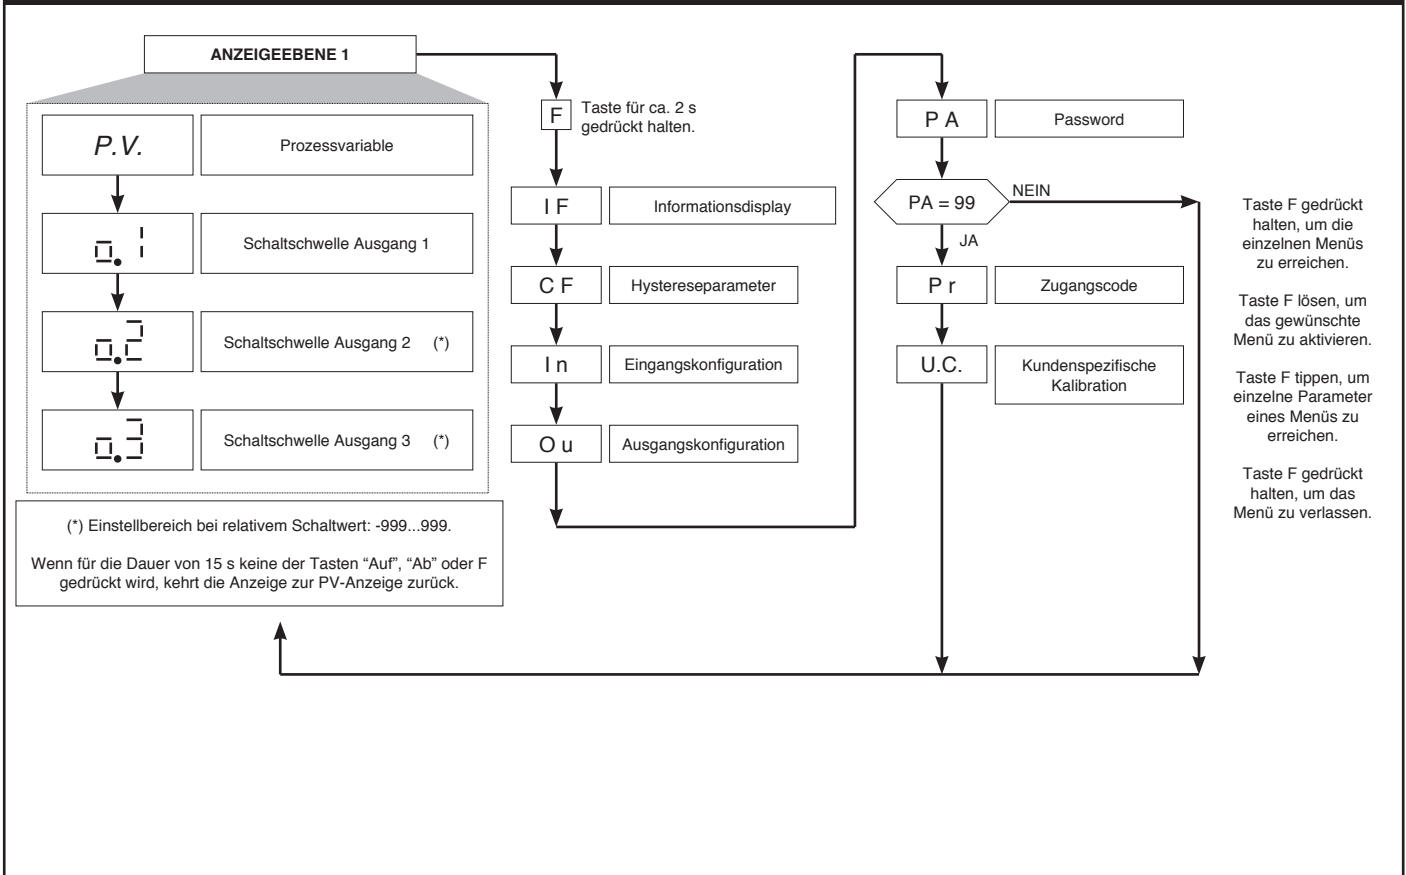 ANZEIGEEBENE 1
P.V.
Prozessvariable
o.1
Schaltschwelle Ausgang 1
o.2
Schaltschwelle Ausgang 2 (*)
o.3
Schaltschwelle Ausgang 3 (*)
(*) Einstellbereich bei relativem Schaltwert: -999...999.
Wenn für die Dauer von 15 s keine der Tasten “Auf”, “Ab” oder F
gedrückt wird, kehrt die Anzeige zur PV-Anzeige zurück.
F
Taste für ca. 2 s
gedrückt halten.
I F
Informationsdisplay
C F
Hystereseparameter
I n
Eingangskonfiguration
O u
Ausgangskonfiguration
P A
Password
PA = 99
NEIN
JA
P r
Zugangscode
U.C.
Kundenspezifische
Kalibration
Taste F gedrückt
halten, um die
einzelnen Menüs
zu erreichen.
Taste F lösen, um
das gewünschte
Menü zu aktivieren.
Taste F tippen, um
einzelne Parameter
eines Menüs zu
erreichen.
Taste F gedrückt
halten, um das
Menü zu verlassen.